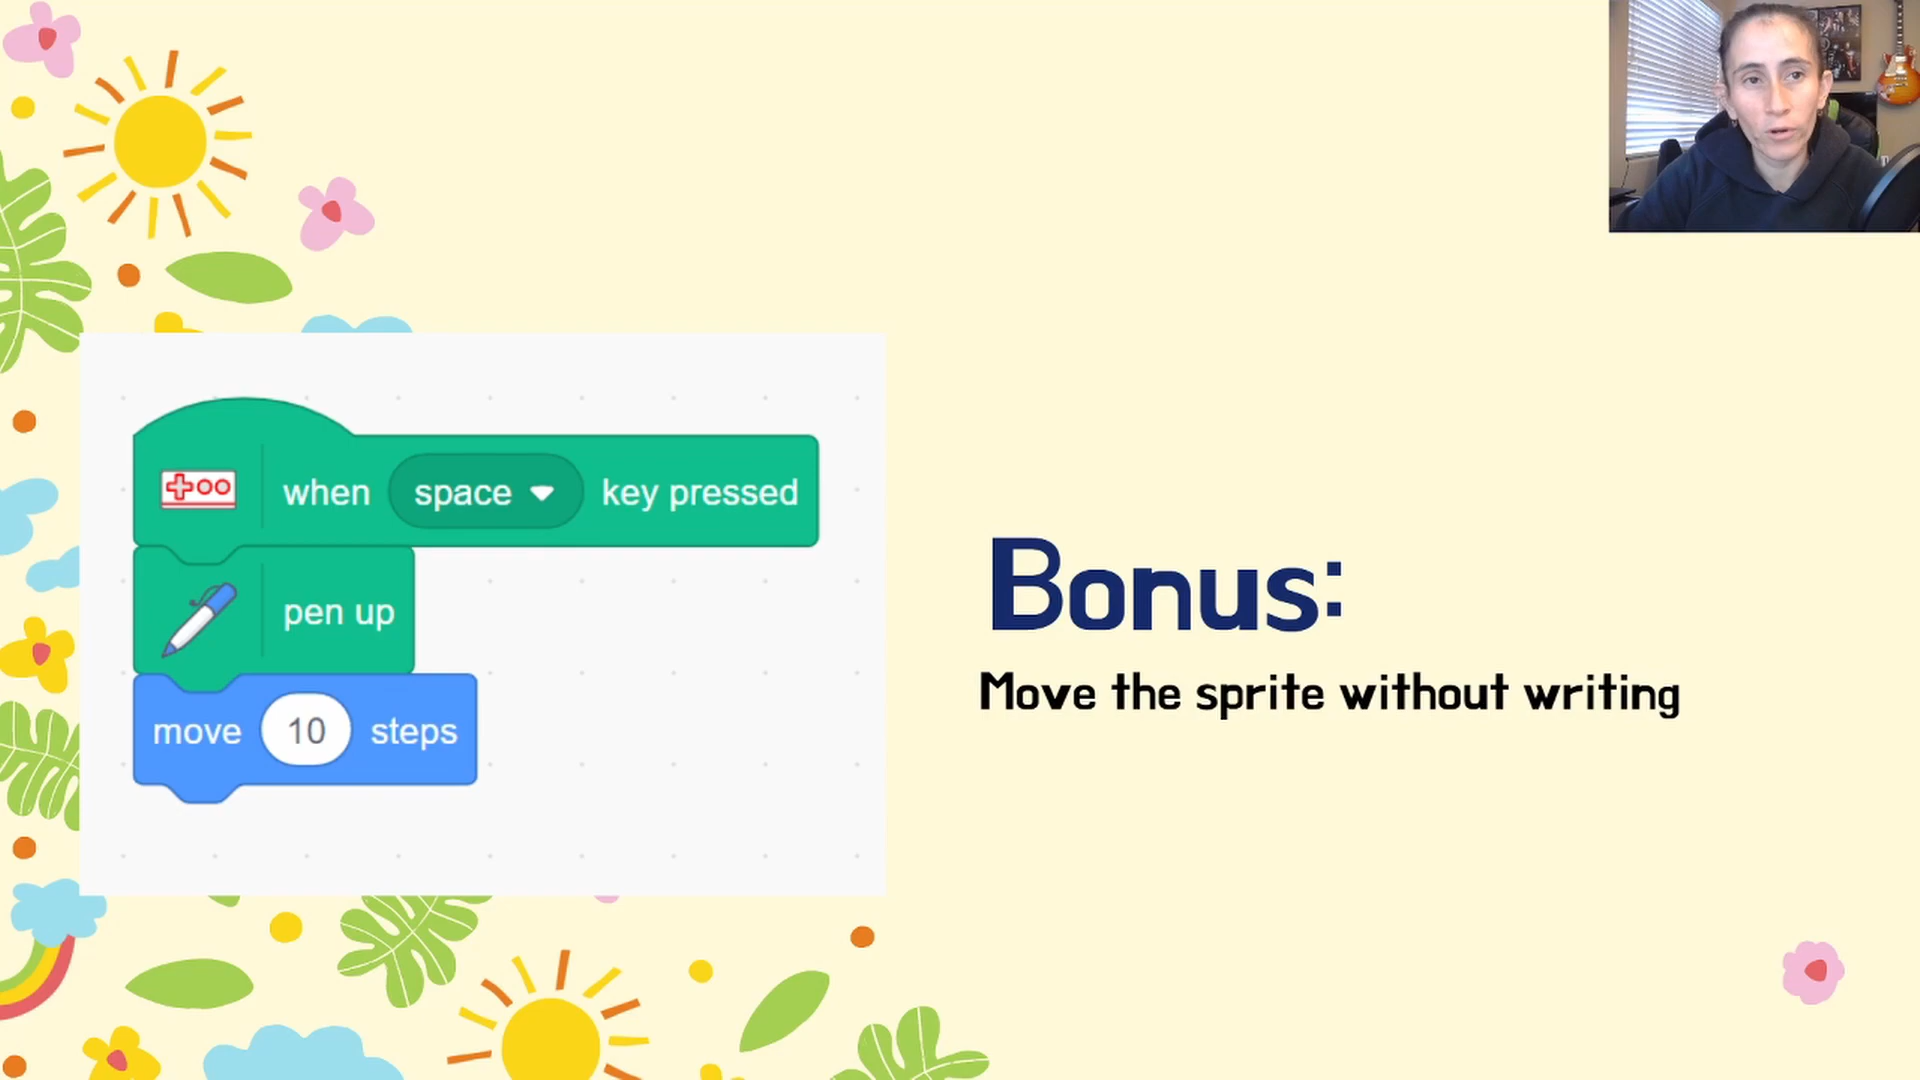 when space key pressed
pen up
move 10 steps
Bonus:
Move the sprite without writing